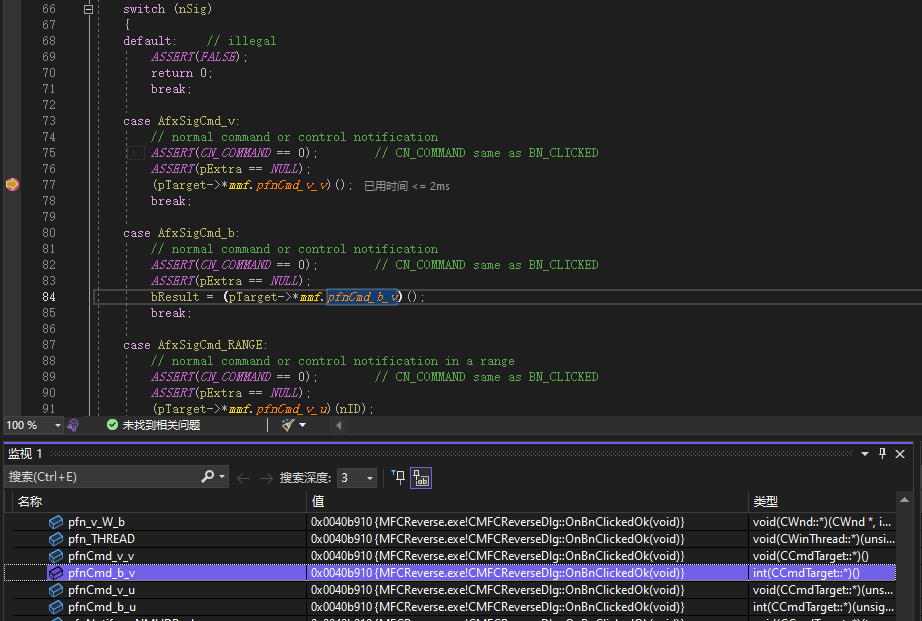 66 switch (nSig)
67 {
68 default: // illegal
69 ASSERT(FALSE);
70 return 0;
71 break;
72
73 case AfxSigCmd_v:
74 // normal command or control notification
75 ASSERT(CN_COMMAND == 0); // CN_COMMAND same as BN_CLICKED
76 ASSERT(pExtra == NULL);
77 (pTarget->*mmf.pfnCmd_v_v)(); 已用时间 <= 2ms
78 break;
79
80 case AfxSigCmd_b:
81 // normal command or control notification
82 ASSERT(CN_COMMAND == 0); // CN_COMMAND same as BN_CLICKED
83 ASSERT(pExtra == NULL);
84 bResult = (pTarget->*mmf.pfnCmd_b_v)();
85 break;
86
87 case AfxSigCmd_RANGE:
88 // normal command or control notification in a range
89 ASSERT(CN_COMMAND == 0); // CN_COMMAND same as BN_CLICKED
90 ASSERT(pExtra == NULL);
91 (pTarget->*mmf.pfnCmd_v_u)(nID);
100 % 未找到相关问题
监视 1
搜索(Ctrl+E) 搜索深度: 3
名称 值 类型
pfn_v_W_b 0x0040b910 {MFCReverse.exe!CMFCReverseDlg::OnBnClickedOk(void)} void(CWnd::*)(CWnd *, i...
pfn_THREAD 0x0040b910 {MFCReverse.exe!CMFCReverseDlg::OnBnClickedOk(void)} void(CWinThread::*)(unsi...
pfnCmd_v_v 0x0040b910 {MFCReverse.exe!CMFCReverseDlg::OnBnClickedOk(void)} void(CCmdTarget::*)()
pfnCmd_b_v 0x0040b910 {MFCReverse.exe!CMFCReverseDlg::OnBnClickedOk(void)} int(CCmdTarget::*)()
pfnCmd_v_u 0x0040b910 {MFCReverse.exe!CMFCReverseDlg::OnBnClickedOk(void)} void(CCmdTarget::*)(uns...
pfnCmd_b_u 0x0040b910 {MFCReverse.exe!CMFCReverseDlg::OnBnClickedOk(void)} int(CCmdTarget::*)(unsig...